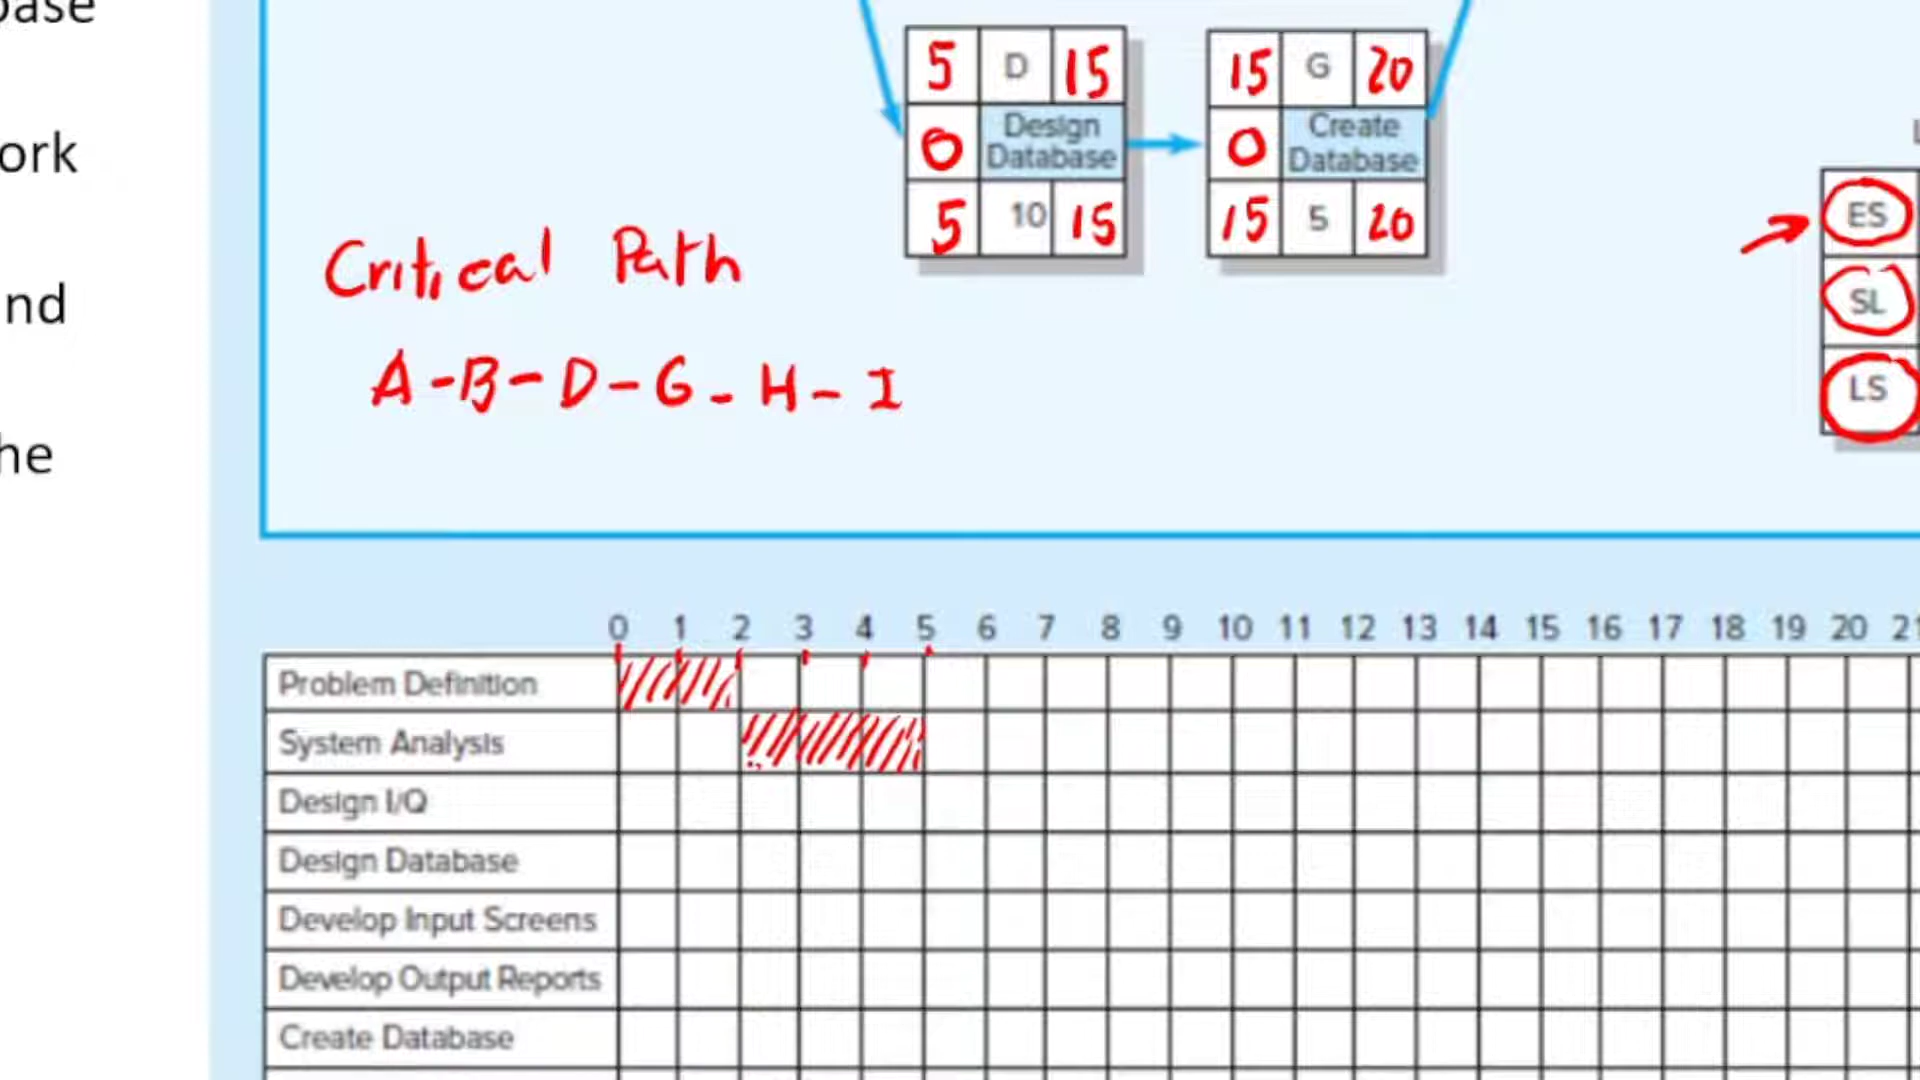 ork
nd
he
5 D 15
0 Design Database
5 10 15
15 G 20
0 Create Database
15 5 20
ES
SL
LS
Critical Path
A-B-D-G-H-I
0 1 2 3 4 5 6 7 8 9 10 11 12 13 14 15 16 17 18 19 20 21
Problem Definition
System Analysis
Design I/O
Design Database
Develop Input Screens
Develop Output Reports
Create Database